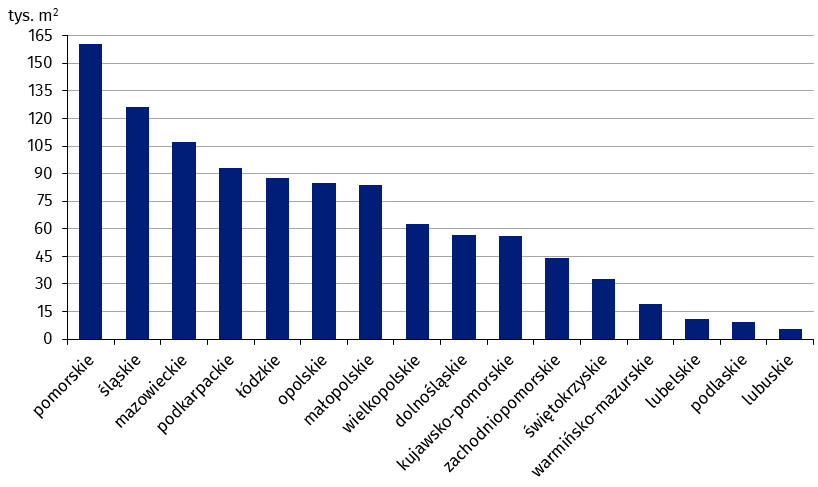 tys. m²
165
150
135
120
105
90
75
60
45
30
15
0
pomorskie
śląskie
mazowieckie
podkarpackie
łódzkie
opolskie
małopolskie
wielkopolskie
dolnośląskie
kujawsko-pomorskie
zachodniopomorskie
świętokrzyskie
warmińsko-mazurskie
lubelskie
podlaskie
lubuskie